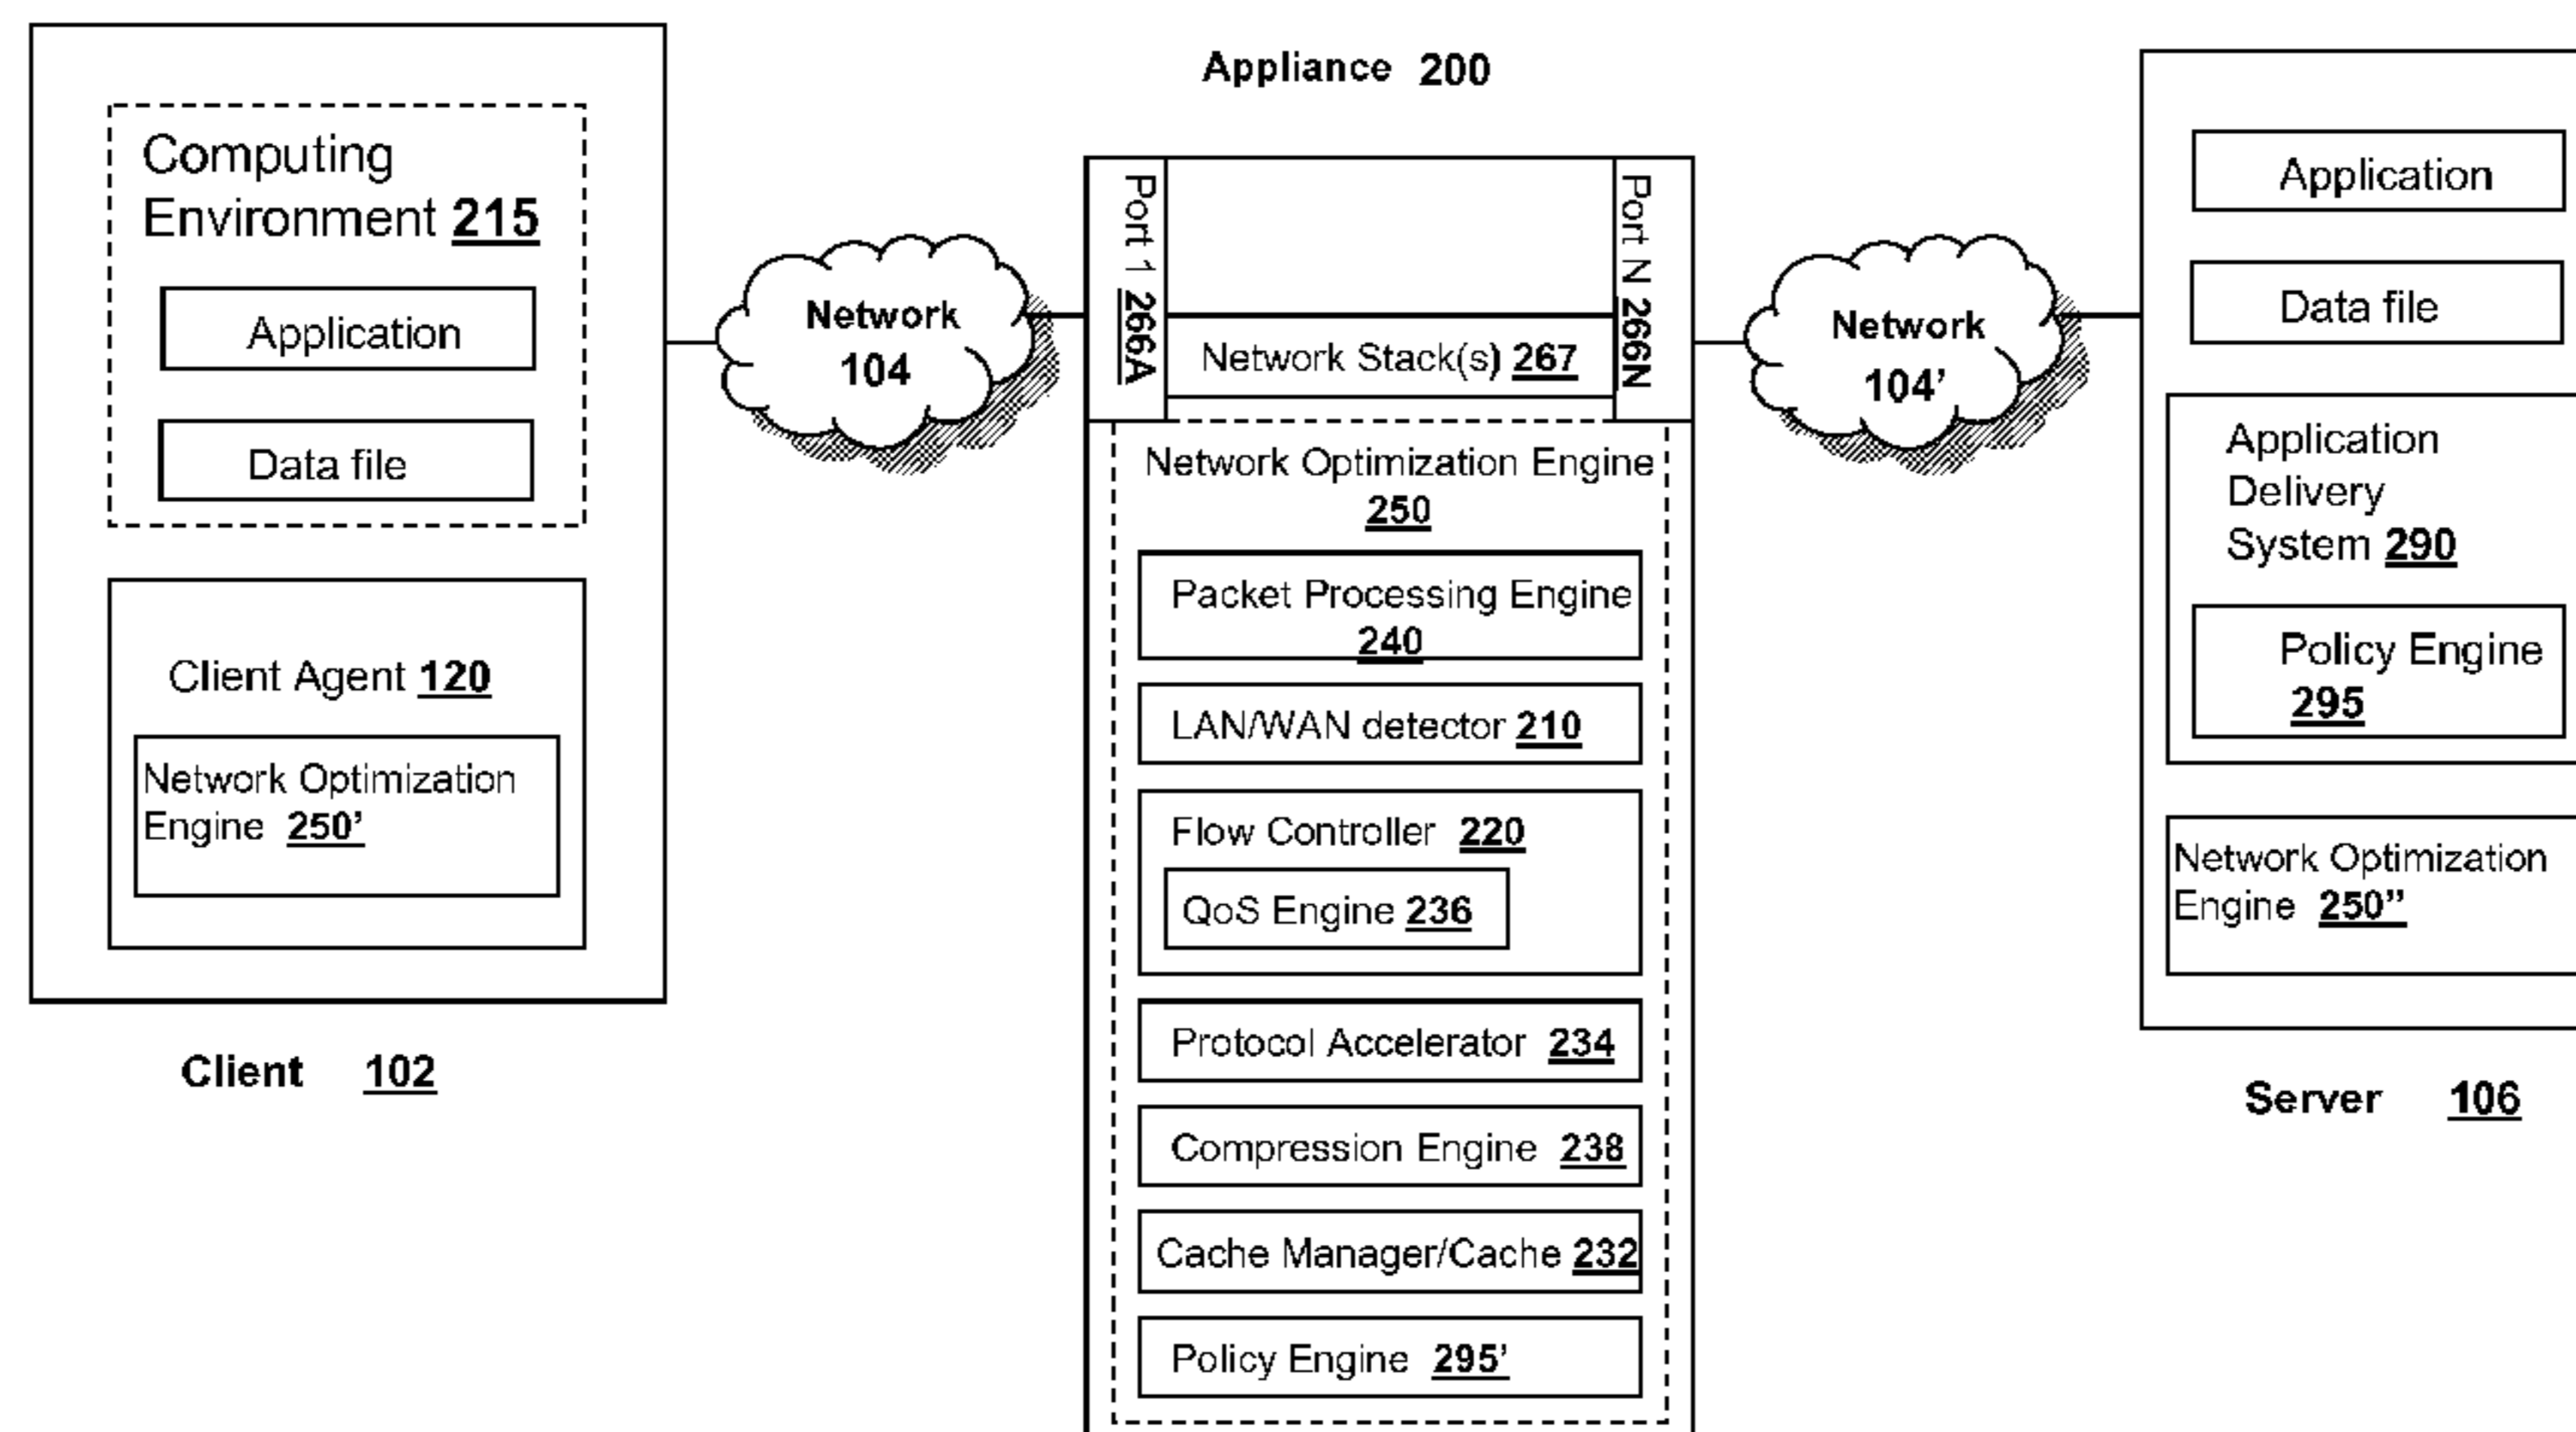 Computing
Environment 215
Application
Data file
Client Agent 120
Network Optimization
Engine 250’
Client 102
Network
104
Appliance 200
Port 1 266A
Port N 266N
Network Stack(s) 267
Network Optimization Engine
250
Packet Processing Engine
240
LAN/WAN detector 210
Flow Controller 220
QoS Engine 236
Protocol Accelerator 234
Compression Engine 238
Cache Manager/Cache 232
Policy Engine 295'
Network
104'
Application
Data file
Application
Delivery
System 290
Policy Engine
295
Network Optimization
Engine 250”
Server 106